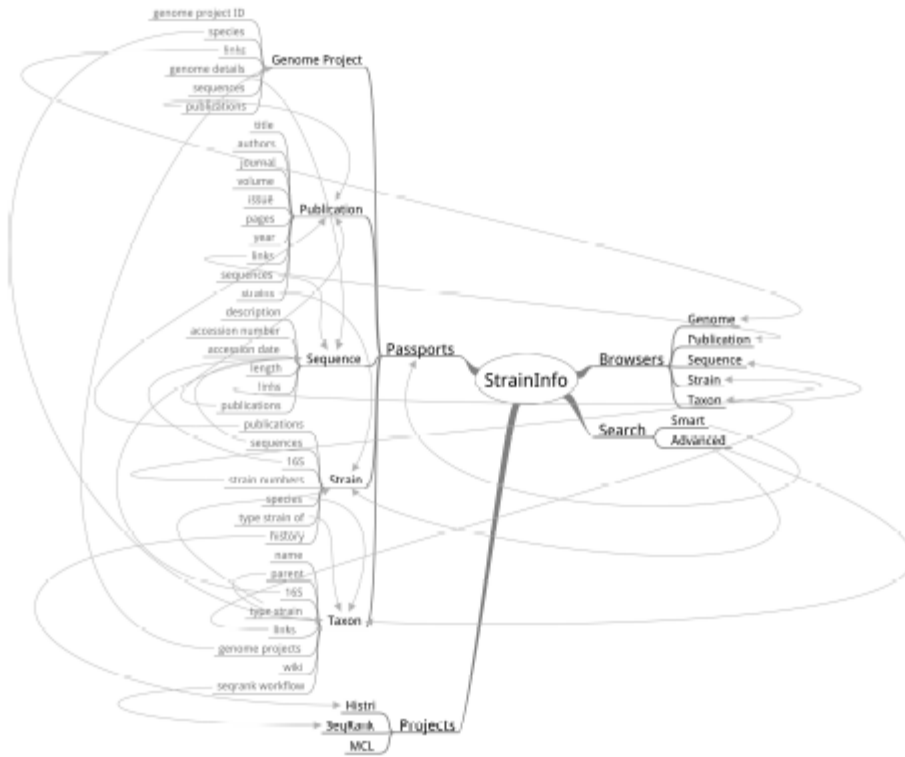 genome project ID
species
links
genome details
sequences
publications
Genome Project
title
authors
journal
volume
issue
pages
year
links
sequences
strains
Publication
description
accession number
accession date
length
links
publications
Sequence
publications
sequences
16S
strain numbers
species
type strain of
history
Strain
name
parent
16S
type strain
links
genome projects
wiki
seqrank workflow
Taxon
Passports
Histri
SeqRank
MCL
Projects
StrainInfo
Browsers
Genome
Publication
Sequence
Strain
Taxon
Search
Smart
Advanced